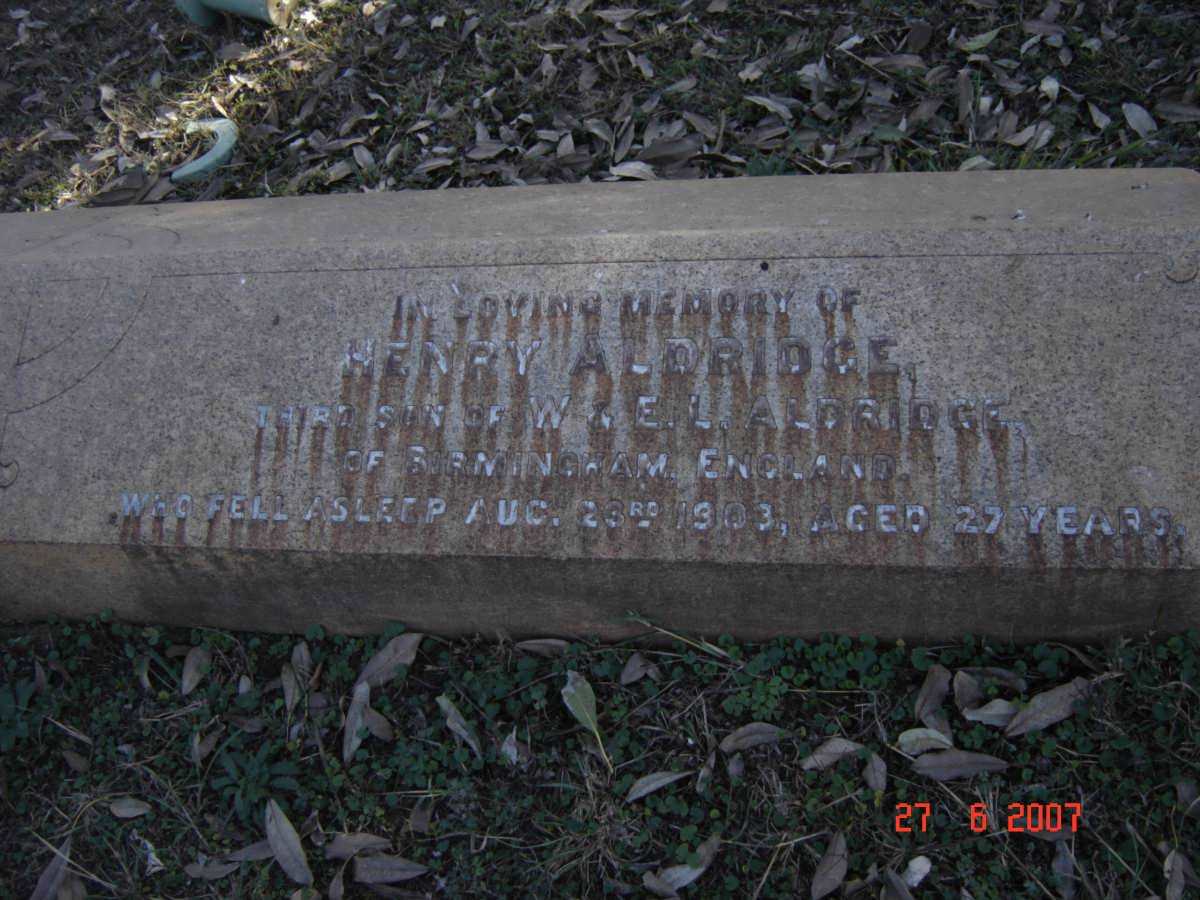 IN LOVING MEMORY OF
HENRY ALDRIDGE,
THIRD SON OF W & E. L. ALDRIDGE,
OF BIRMINGHAM, ENGLAND.
WHO FELL ASLEEP AUG. 23RD 1903, AGED 27 YEARS.
27 6 2007